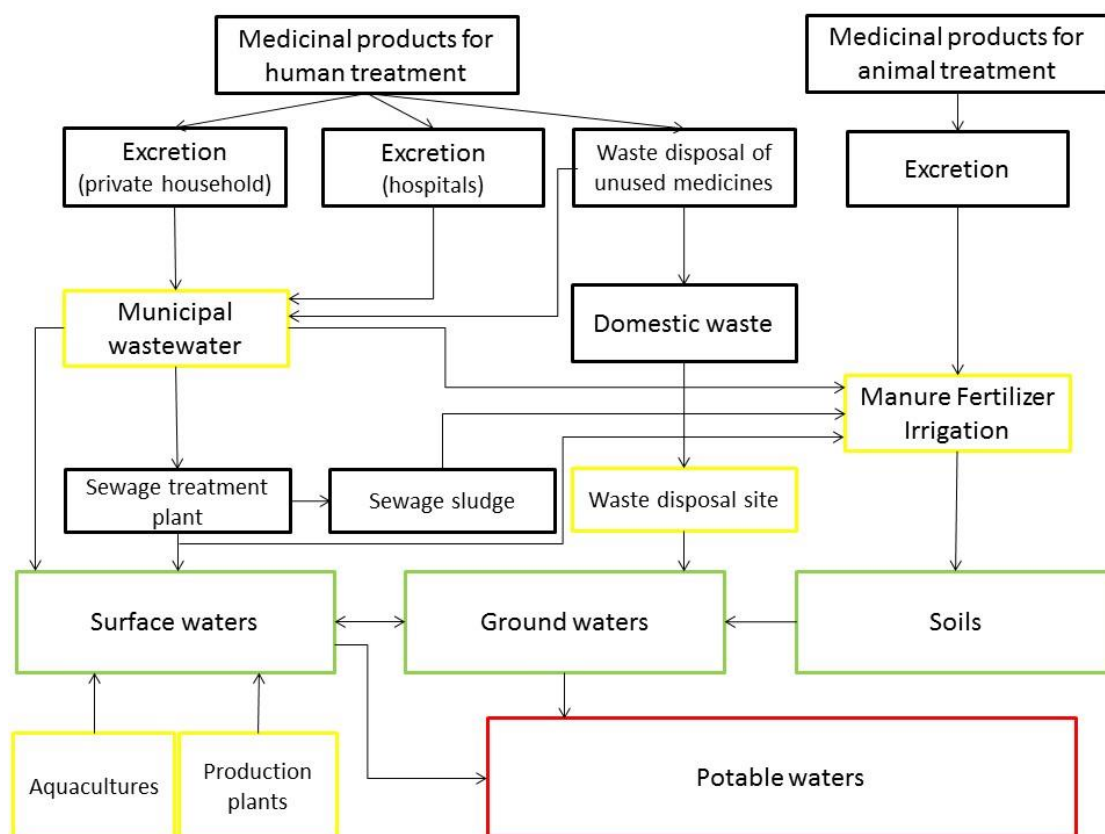 Medicinal products for
human treatment
Medicinal products for
animal treatment
Excretion
(private household)
Excretion
(hospitals)
Waste disposal of
unused medicines
Excretion
Municipal
wastewater
Domestic waste
Manure Fertilizer
Irrigation
Sewage treatment
plant
Sewage sludge
Waste disposal site
Surface waters
Ground waters
Soils
Aquacultures
Production
plants
Potable waters